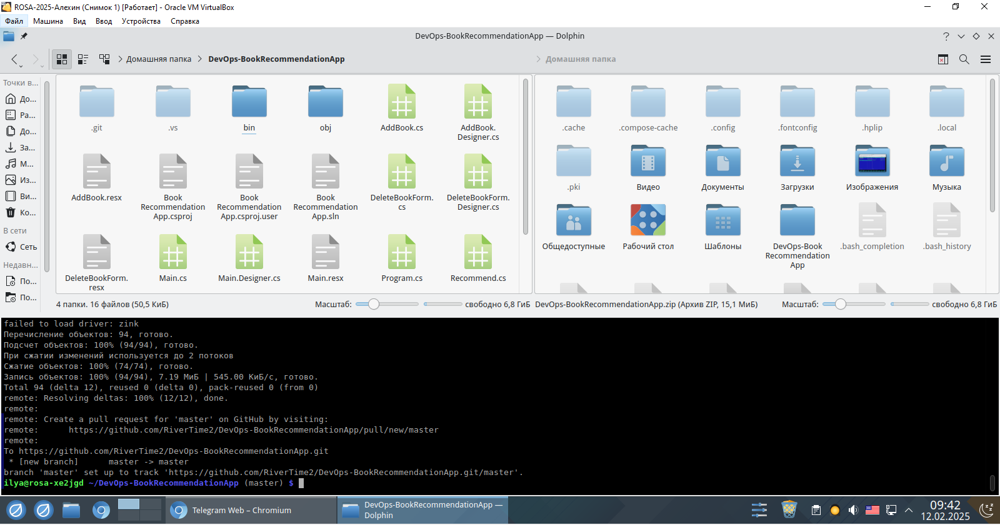 ROSA-2025-Алехин (Снимок 1) [Работает] - Oracle VM VirtualBox
Файл Машина Вид Ввод Устройства Справка
DevOps-BookRecommendationApp — Dolphin
Домашняя папка DevOps-BookRecommendationApp
Домашняя папка
Точки в...
До...
Ра...
До...
За...
М...
Из...
Ви...
Ко...
В сети
Сеть
Недавн...
По...
По...
.git .vs bin obj AddBook.cs AddBook.
Designer.cs
AddBook.resx Book Book Book DeleteBookForm. DeleteBookForm.
Recommendation Recommendation Recommendation cs Designer.cs
App.csproj App.csproj.user App.sln
DeleteBookForm. Main.cs Main.Designer.cs Main.resx Program.cs Recommend.cs
resx
4 папки. 16 файлов (50,5 КиБ) Масштаб: свободно 6,8 ГиБ
.cache .compose-cache .config .fontconfig .hplip .local
.pki Видео Документы Загрузки Изображения Музыка
Общедоступные Рабочий стол Шаблоны DevOps-Book .bash_completion .bash_history
Recommendation
App
DevOps-BookRecommendationApp.zip (Архив ZIP, 15,1 МиБ) Масштаб: свободно 6,8 ГиБ
failed to load driver: zink
Перечисление объектов: 94, готово.
Подсчет объектов: 100% (94/94), готово.
При сжатии изменений используется до 2 потоков
Сжатие объектов: 100% (74/74), готово.
Запись объектов: 100% (94/94), 7.19 МиБ | 545.00 КиБ/с, готово.
Total 94 (delta 12), reused 0 (delta 0), pack-reused 0 (from 0)
remote: Resolving deltas: 100% (12/12), done.
remote:
remote: Create a pull request for 'master' on GitHub by visiting:
remote:      https://github.com/RiverTime2/DevOps-BookRecommendationApp/pull/new/master
remote:
To https://github.com/RiverTime2/DevOps-BookRecommendationApp.git
 * [new branch]      master -> master
branch 'master' set up to track 'https://github.com/RiverTime2/DevOps-BookRecommendationApp.git/master'.
ilya@rosa-xe2jgd ~/DevOps-BookRecommendationApp (master) $
Telegram Web – Chromium
DevOps-BookRecommendationApp —
Dolphin
09:42
12.02.2025